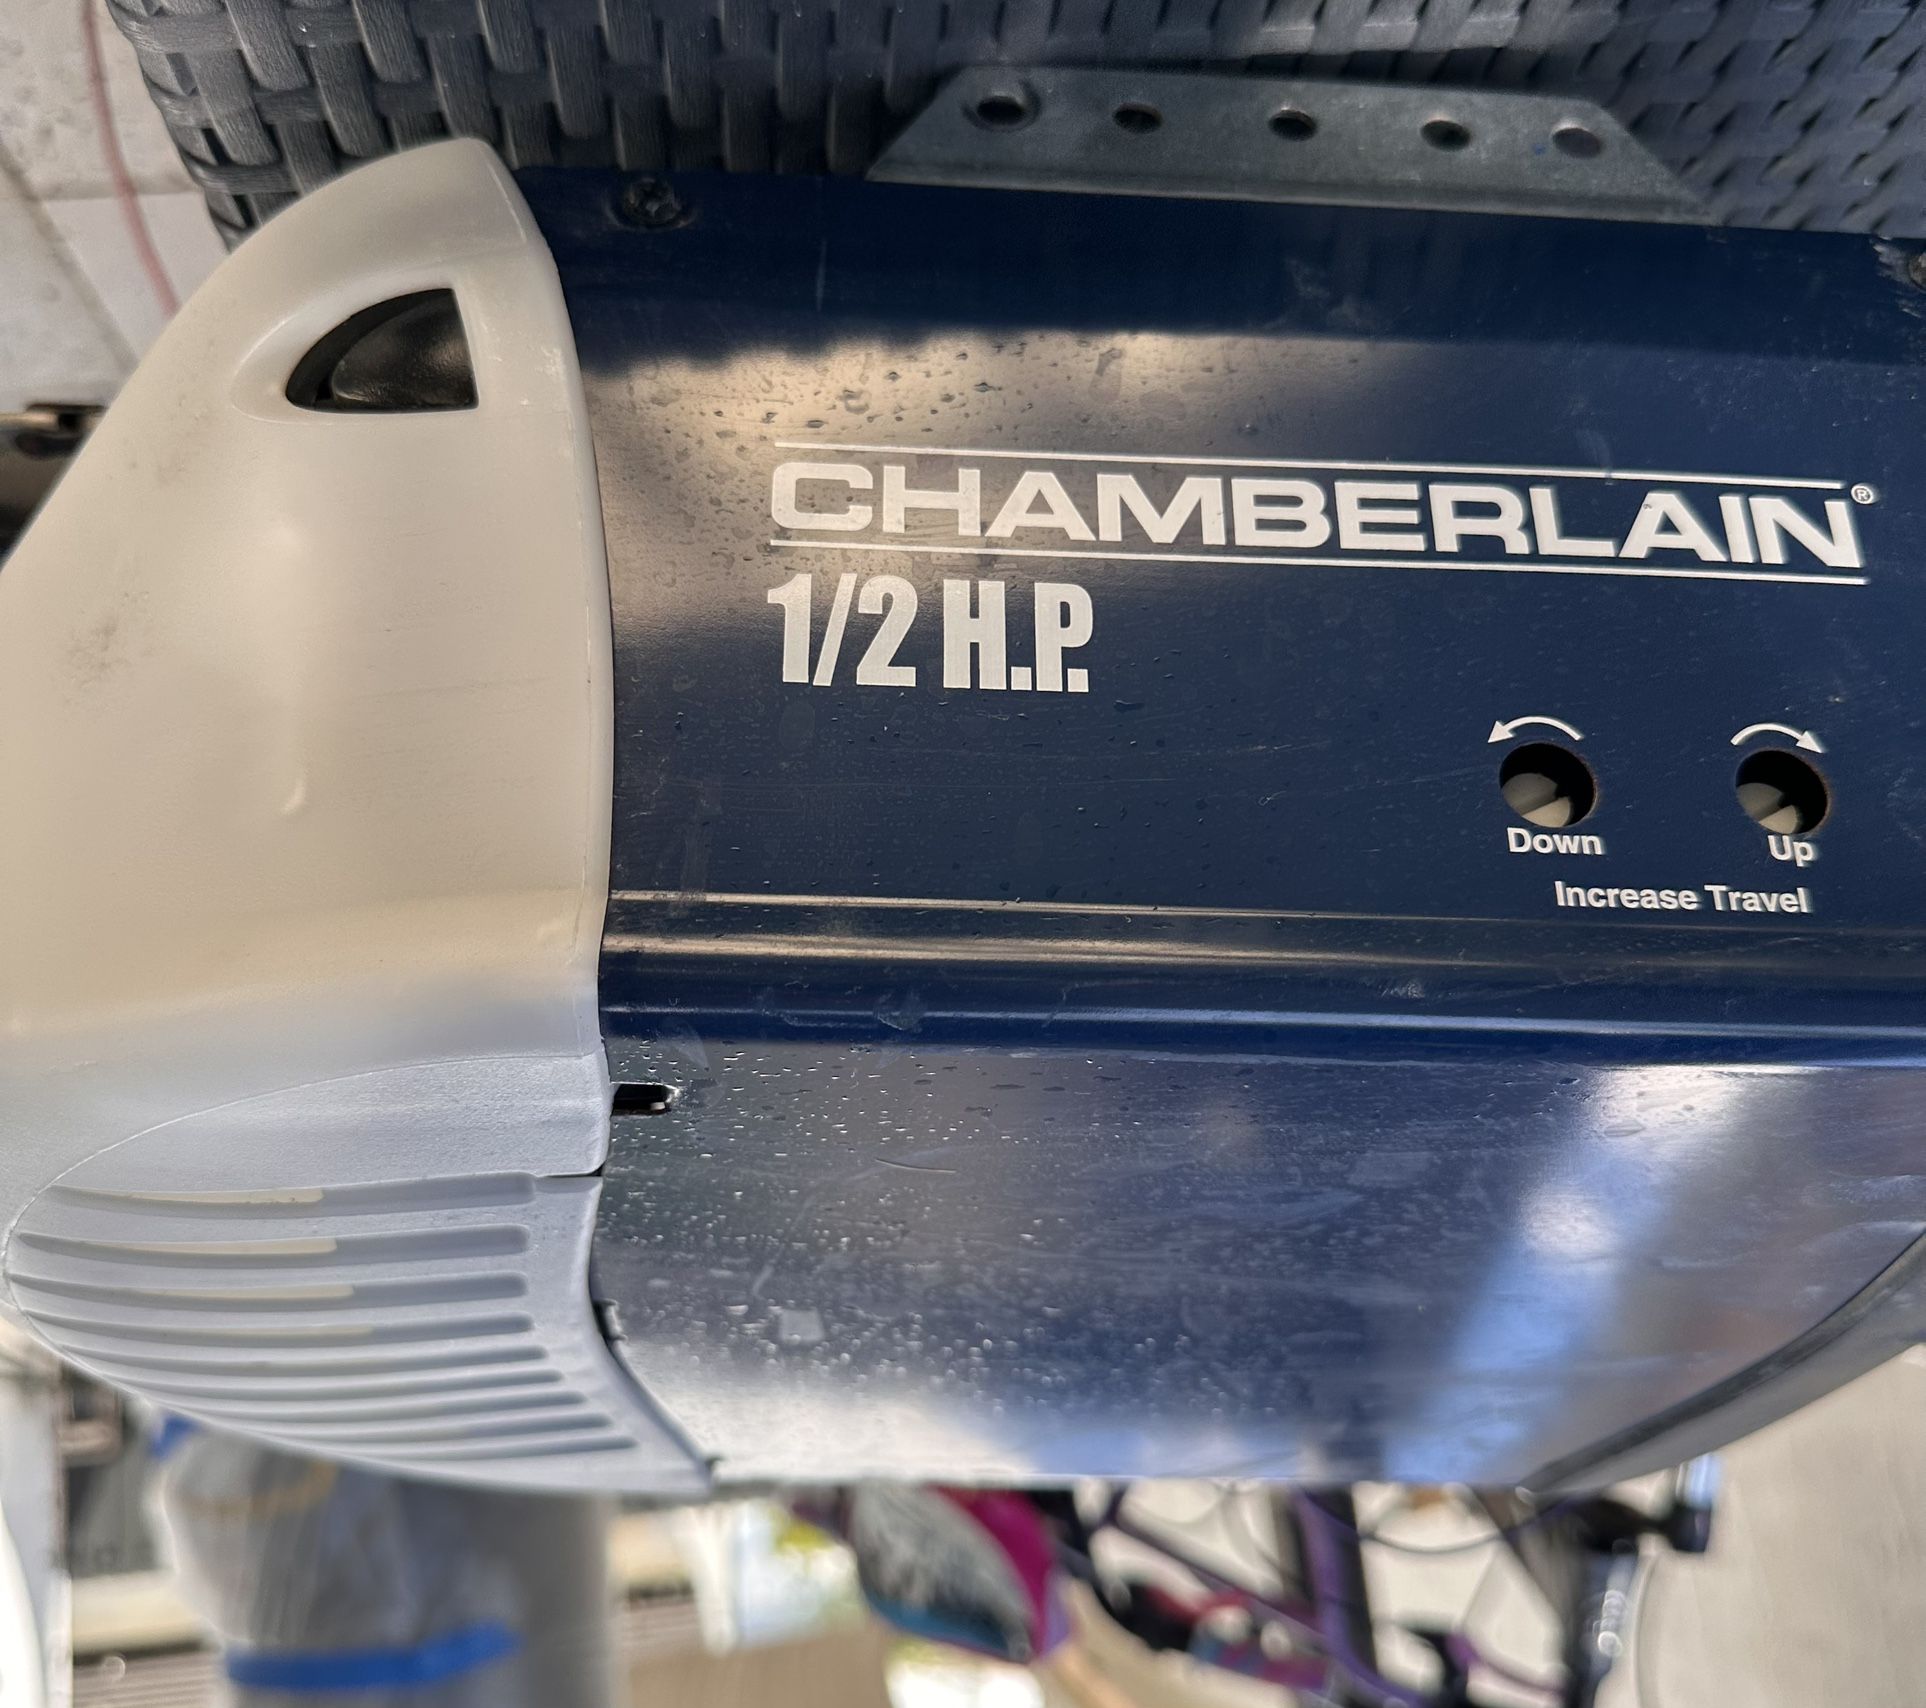 CHAMBERLAIN®
1/2 H.P.
Down Up
Increase Travel